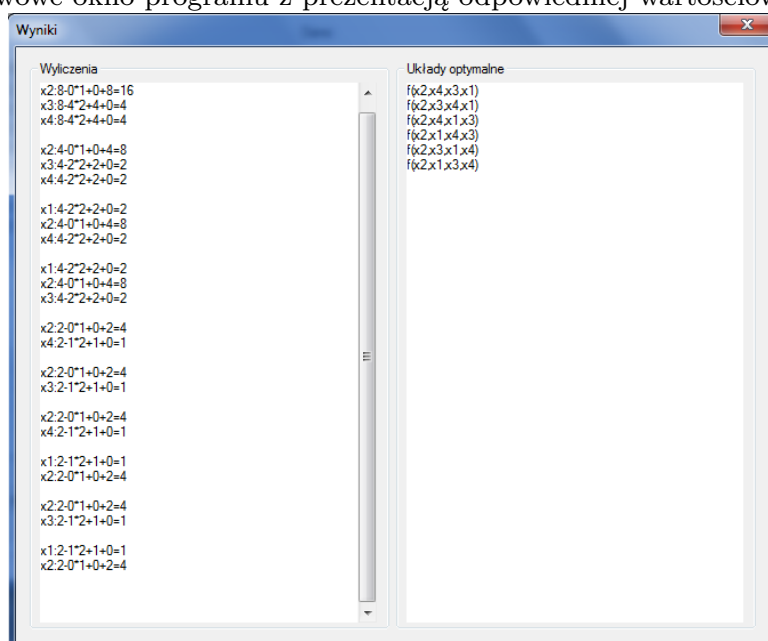 wowe okno programu z prezentacją odpowiedniej wartościow
Wyniki
Wyliczenia
x2:8-0*1+0+8=16
x3:8-4*2+4+0=4
x4:8-4*2+4+0=4
x2:4-0*1+0+4=8
x3:4-2*2+2+0=2
x4:4-2*2+2+0=2
x1:4-2*2+2+0=2
x2:4-0*1+0+4=8
x4:4-2*2+2+0=2
x1:4-2*2+2+0=2
x2:4-0*1+0+4=8
x3:4-2*2+2+0=2
x2:2-0*1+0+2=4
x4:2-1*2+1+0=1
x2:2-0*1+0+2=4
x3:2-1*2+1+0=1
x2:2-0*1+0+2=4
x4:2-1*2+1+0=1
x1:2-1*2+1+0=1
x2:2-0*1+0+2=4
x2:2-0*1+0+2=4
x3:2-1*2+1+0=1
x1:2-1*2+1+0=1
x2:2-0*1+0+2=4
Układy optymalne
f(x2,x4,x3,x1)
f(x2,x3,x4,x1)
f(x2,x4,x1,x3)
f(x2,x1,x4,x3)
f(x2,x3,x1,x4)
f(x2,x1,x3,x4)